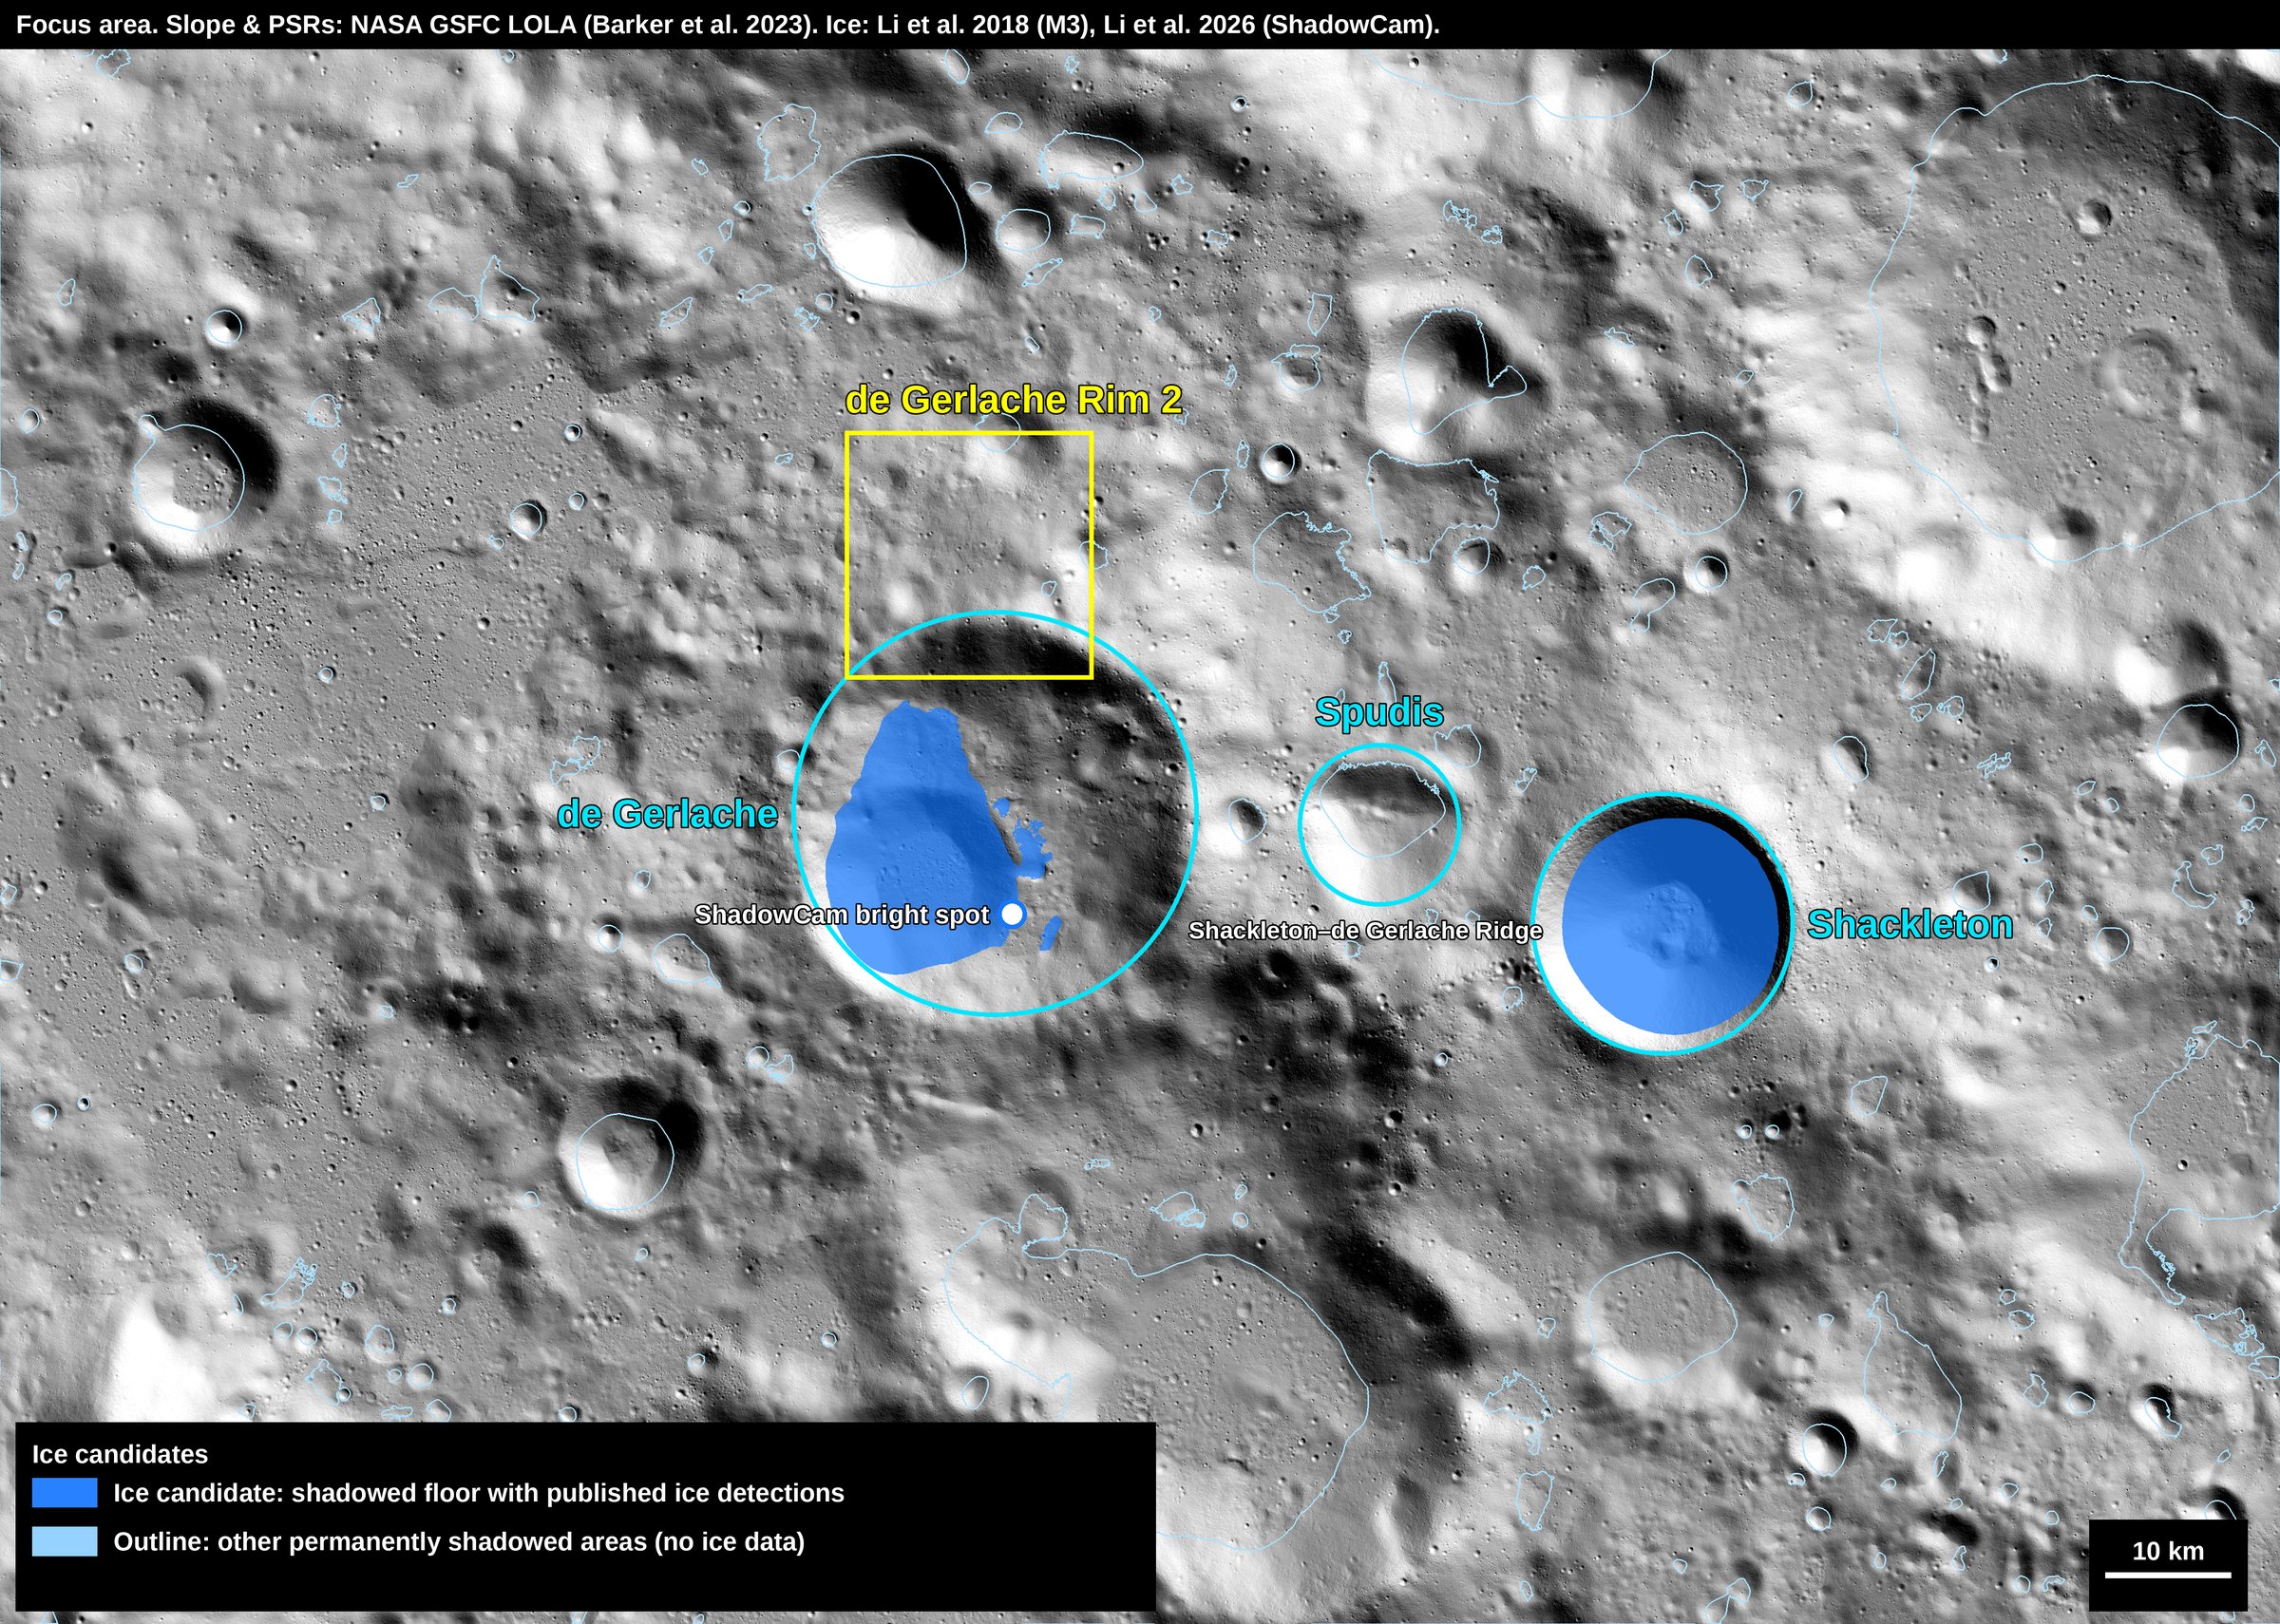 Focus area. Slope & PSRs: NASA GSFC LOLA (Barker et al. 2023). Ice: Li et al. 2018 (M3), Li et al. 2026 (ShadowCam).
de Gerlache Rim 2
Spudis
de Gerlache
ShadowCam bright spot
Shackleton–de Gerlache Ridge
Shackleton
Ice candidates
Ice candidate: shadowed floor with published ice detections
Outline: other permanently shadowed areas (no ice data)
10 km